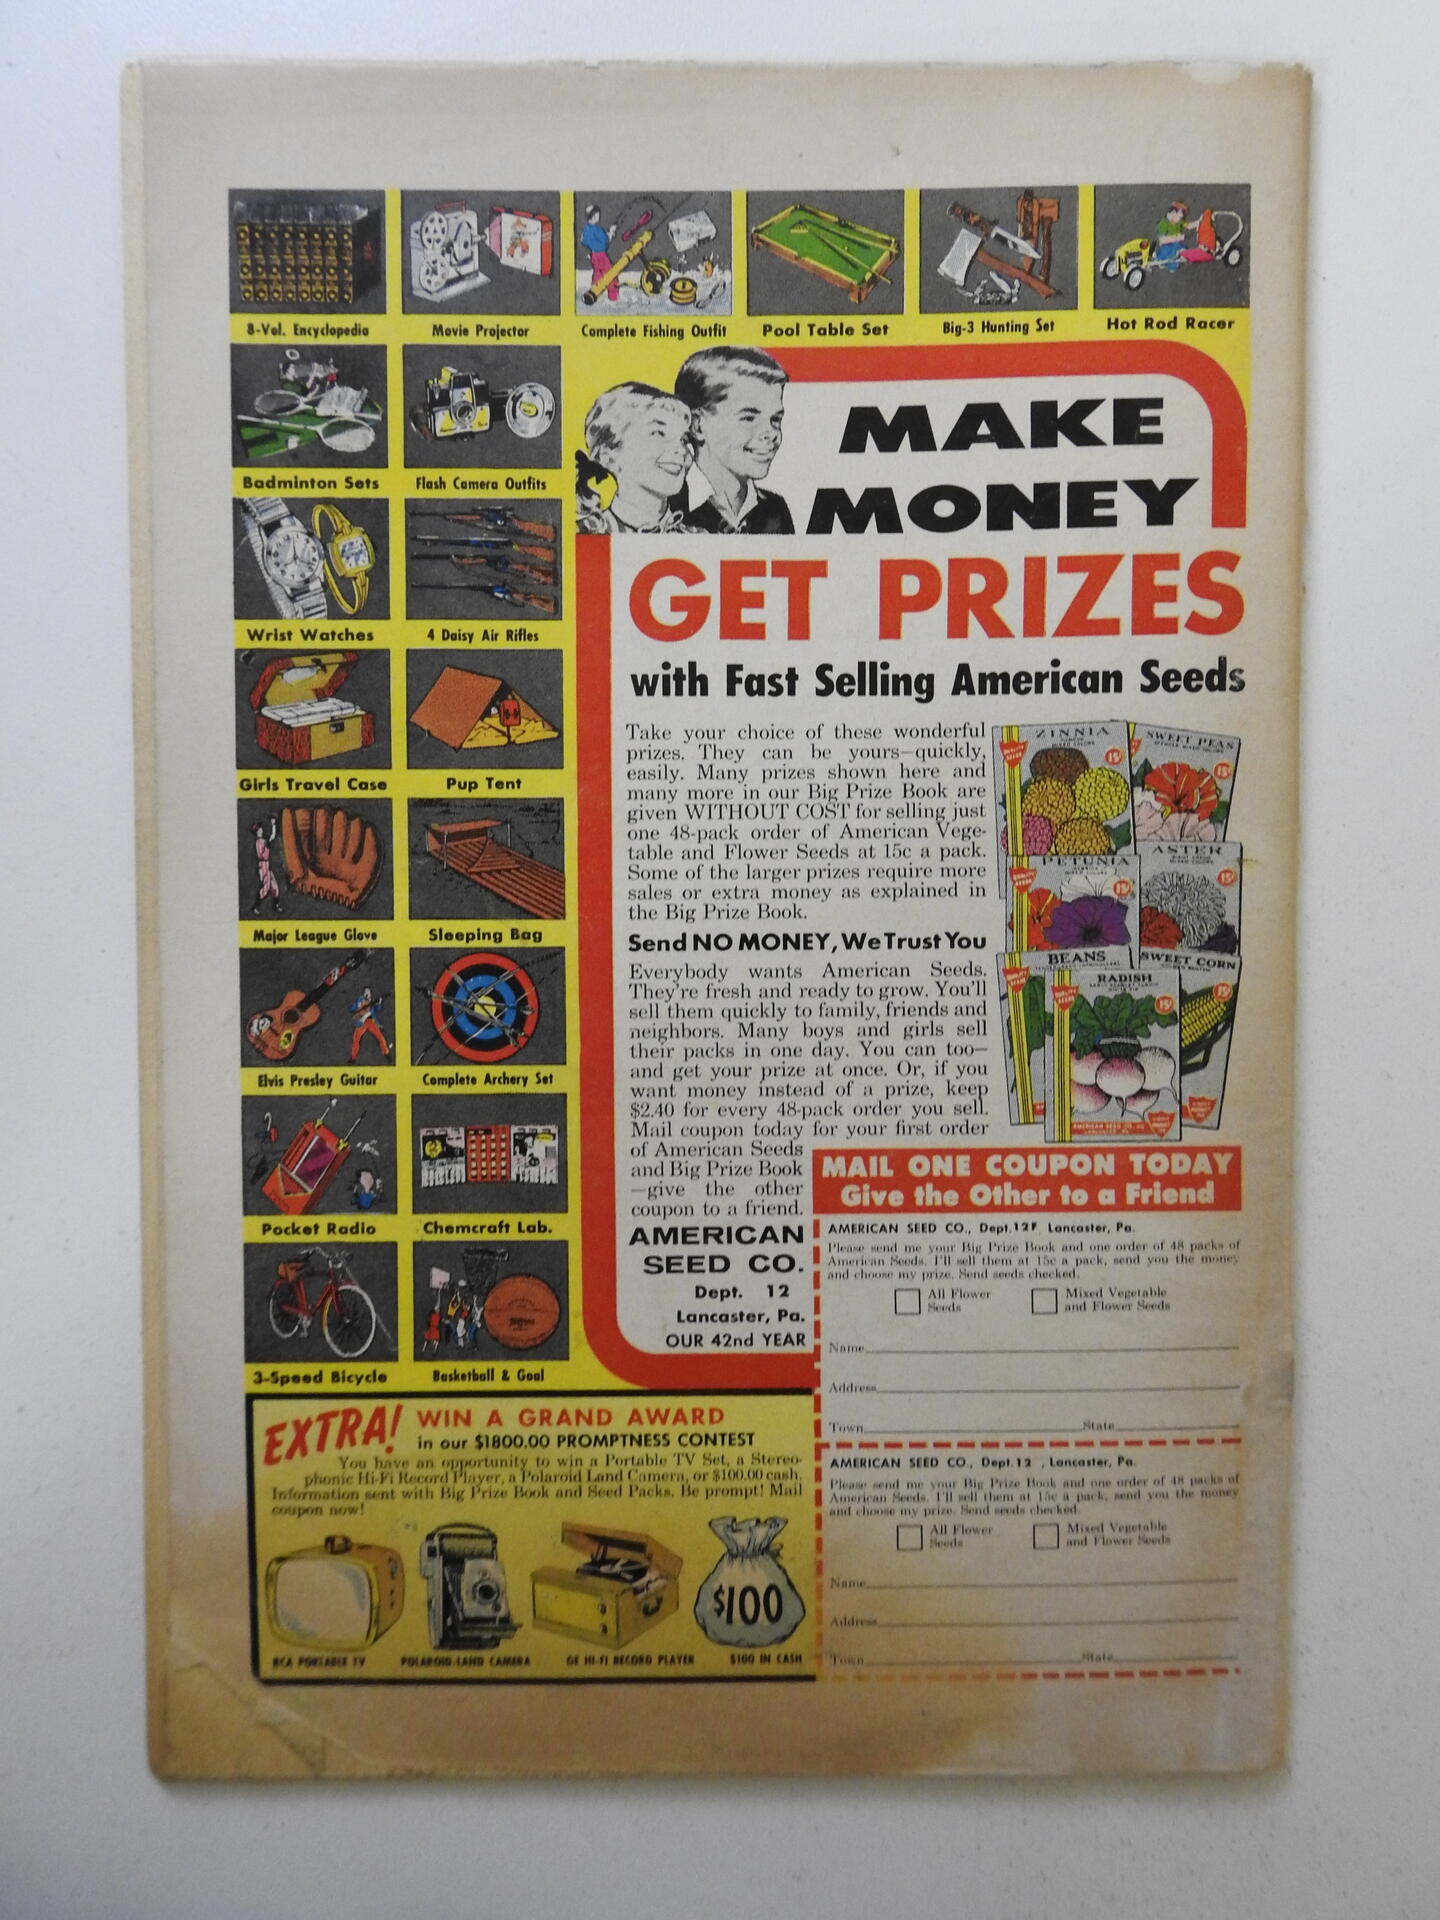 8-Vol. Encyclopedia
Movie Projector
Complete Fishing Outfit
Pool Table Set
Big-3 Hunting Set
Hot Rod Racer
Badminton Sets
Flash Camera Outfits
Wrist Watches
4 Daisy Air Rifles
Girls Travel Case
Pup Tent
Major League Glove
Sleeping Bag
Elvis Presley Guitar
Complete Archery Set
Pocket Radio
Chemcraft Lab.
3-Speed Bicycle
Basketball & Goal
MAKE
MONEY
GET PRIZES
with Fast Selling American Seeds
Take your choice of these wonderful
prizes. They can be yours—quickly,
easily. Many prizes shown here and
many more in our Big Prize Book are
given WITHOUT COST for selling just
one 48-pack order of American Vege-
table and Flower Seeds at 15c a pack.
Some of the larger prizes require more
sales or extra money as explained in
the Big Prize Book.
Send NO MONEY, We Trust You
Everybody wants American Seeds.
They're fresh and ready to grow. You'll
sell them quickly to family, friends and
neighbors. Many boys and girls sell
their packs in one day. You can too—
and get your prize at once. Or, if you
want money instead of a prize, keep
$2.40 for every 48-pack order you sell.
Mail coupon today for your first order
of American Seeds
and Big Prize Book
—give the other
coupon to a friend.
AMERICAN
SEED CO.
Dept. 12
Lancaster, Pa.
OUR 42nd YEAR
ZINNIA
15¢
SWEET PEAS
15¢
PETUNIA
15¢
ASTER
15¢
BEANS
SWEET CORN
15¢
RADISH
15¢
AMERICAN SEED CO.
MAIL ONE COUPON TODAY
Give the Other to a Friend
AMERICAN SEED CO., Dept.12F Lancaster, Pa.
Please send me your Big Prize Book and one order of 48 packs of
American Seeds. I'll sell them at 15c a pack, send you the money
and choose my prize. Send seeds checked.
All Flower
Seeds
Mixed Vegetable
and Flower Seeds
Name
Address
Town State
AMERICAN SEED CO., Dept.12 , Lancaster, Pa.
Please send me your Big Prize Book and one order of 48 packs of
American Seeds. I'll sell them at 15c a pack, send you the money
and choose my prize. Send seeds checked.
All Flower
Seeds
Mixed Vegetable
and Flower Seeds
Name
Address
Town State
EXTRA! WIN A GRAND AWARD
in our $1800.00 PROMPTNESS CONTEST
You have an opportunity to win a Portable TV Set, a Stereo-
phonic Hi-Fi Record Player, a Polaroid Land Camera, or $100.00 cash.
Information sent with Big Prize Book and Seed Packs. Be prompt! Mail
coupon now!
$100
RCA PORTABLE TV
POLAROID-LAND CAMERA
GE HI-FI RECORD PLAYER
$100 IN CASH